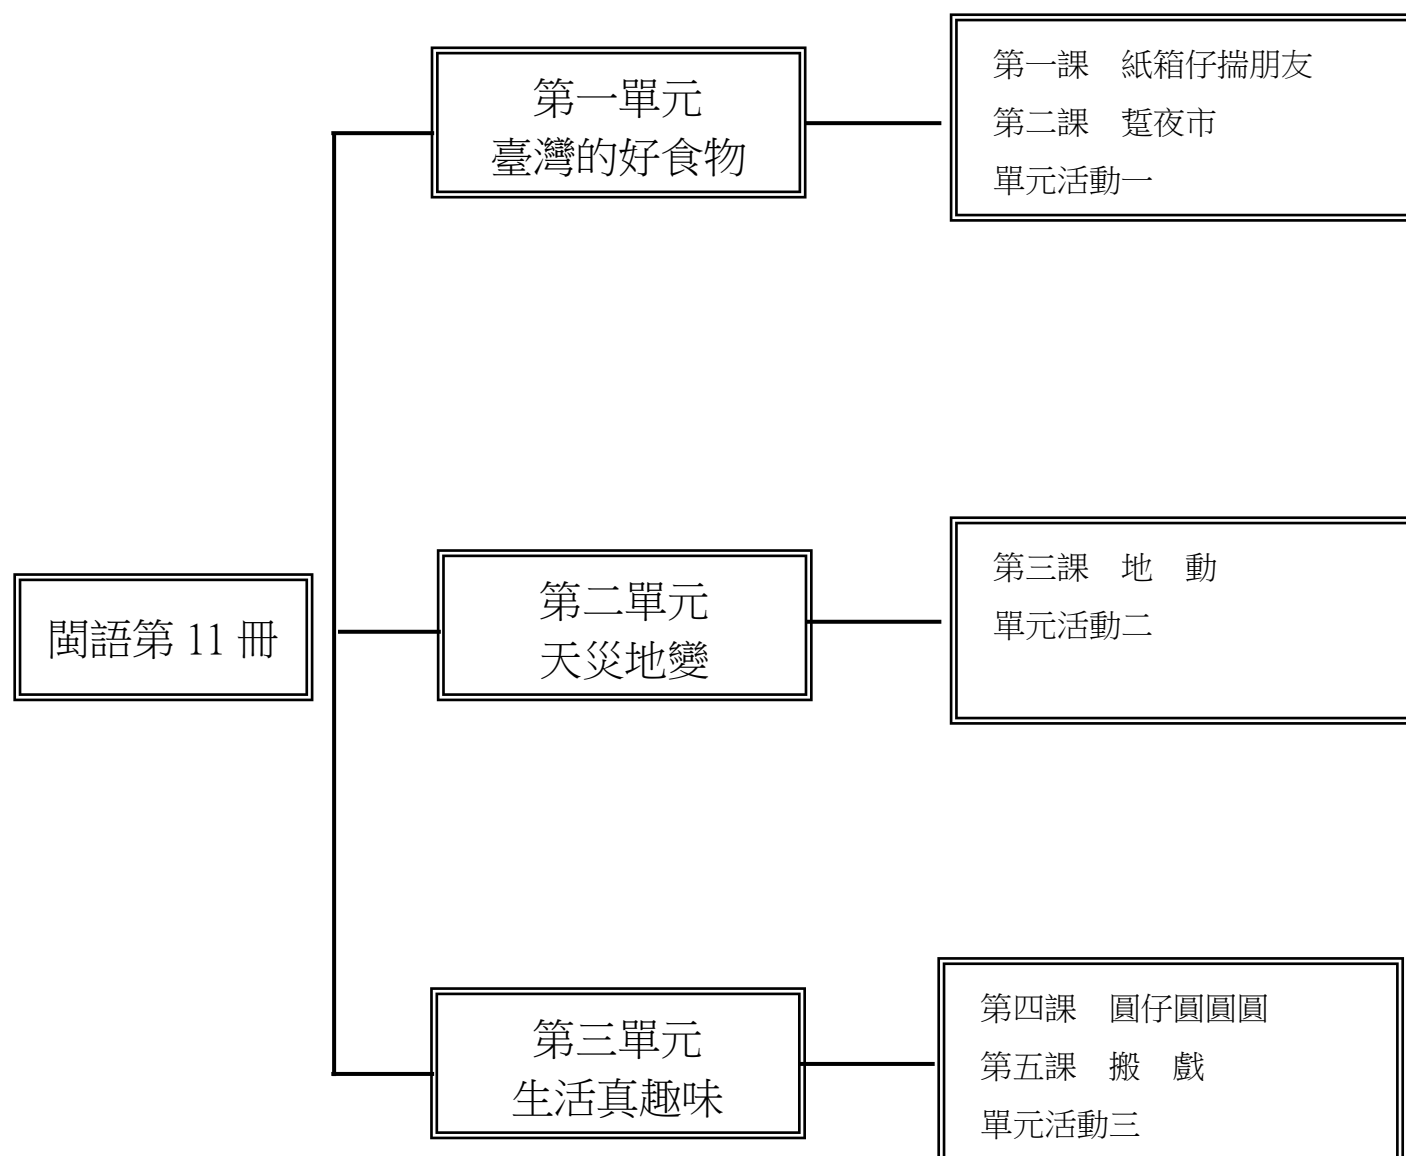 閩語第 11 冊
第一單元
臺灣的好食物
第一課　紙箱仔揣朋友
第二課　踅夜市
單元活動一
第二單元
天災地變
第三課　地　動
單元活動二
第三單元
生活真趣味
第四課　圓仔圓圓圓
第五課　搬　戲
單元活動三